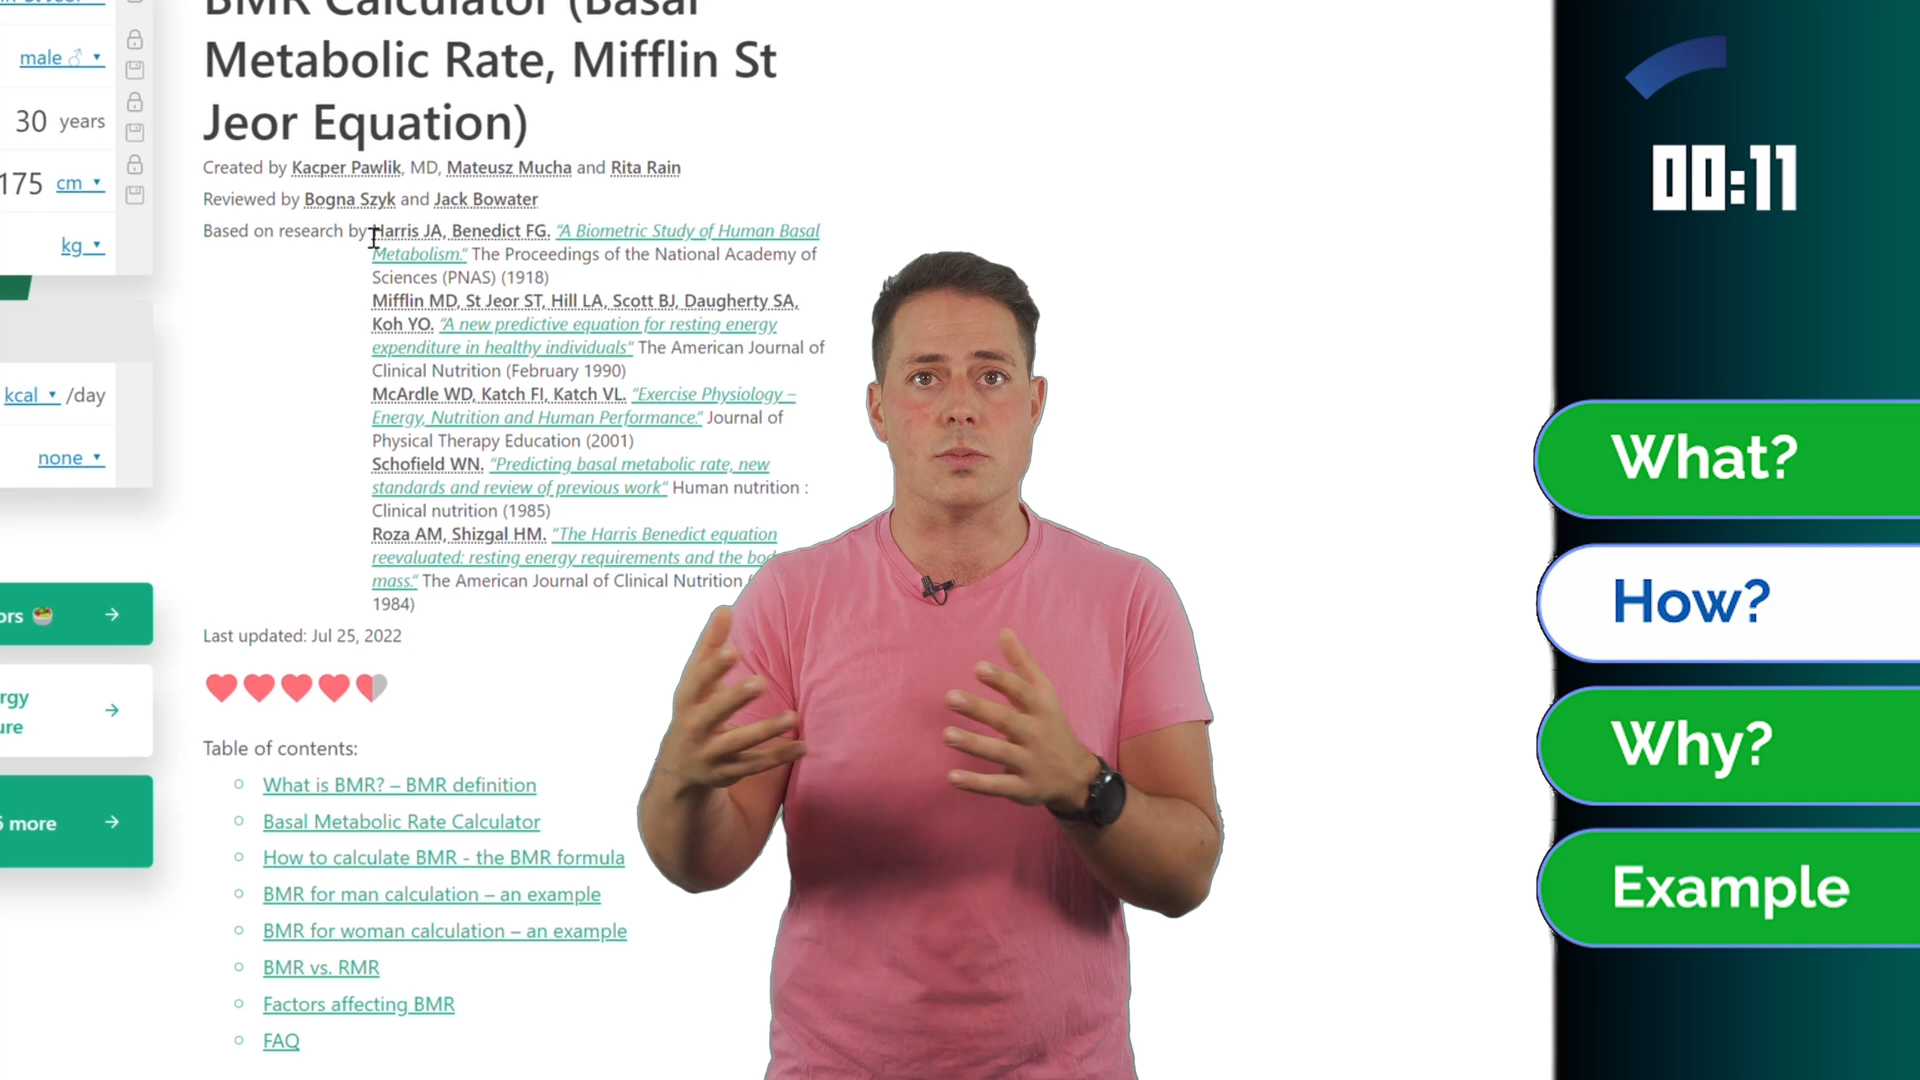 BMR Calculator (Basal
Metabolic Rate, Mifflin St
Jeor Equation)
Created by Kacper Pawlik, MD, Mateusz Mucha and Rita Rain
Reviewed by Bogna Szyk and Jack Bowater
Based on research by Harris JA, Benedict FG. "A Biometric Study of Human Basal
Metabolism." The Proceedings of the National Academy of
Sciences (PNAS) (1918)
Mifflin MD, St Jeor ST, Hill LA, Scott BJ, Daugherty SA,
Koh YO. "A new predictive equation for resting energy
expenditure in healthy individuals" The American Journal of
Clinical Nutrition (February 1990)
McArdle WD, Katch FI, Katch VL. "Exercise Physiology –
Energy, Nutrition and Human Performance." Journal of
Physical Therapy Education (2001)
Schofield WN. "Predicting basal metabolic rate, new
standards and review of previous work" Human nutrition :
Clinical nutrition (1985)
Roza AM, Shizgal HM. "The Harris Benedict equation
reevaluated: resting energy requirements and the bod
mass." The American Journal of Clinical Nutrition (
1984)
Last updated: Jul 25, 2022
Table of contents:
What is BMR? – BMR definition
Basal Metabolic Rate Calculator
How to calculate BMR - the BMR formula
BMR for man calculation – an example
BMR for woman calculation – an example
BMR vs. RMR
Factors affecting BMR
FAQ
male
30 years
175 cm
kg
kcal /day
none
ors
rgy
ure
more
00:11
What?
How?
Why?
Example